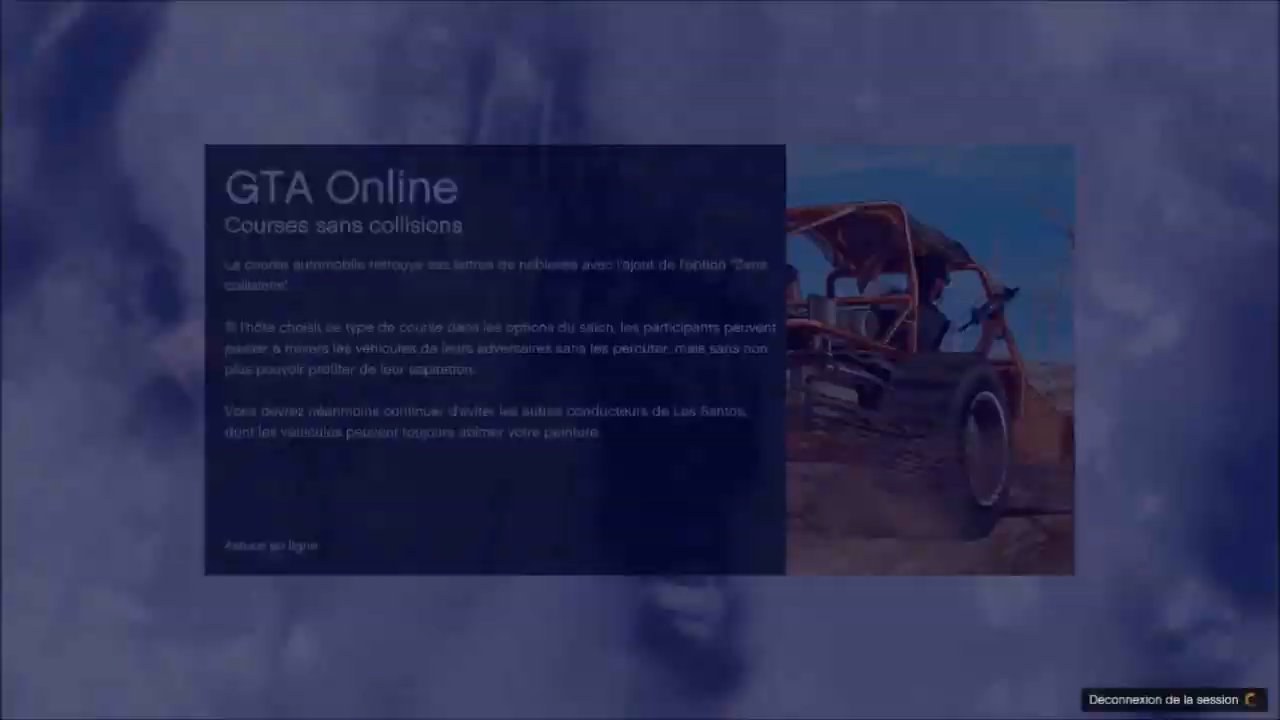 GTA Online
Courses sans collisions
La course automobile retrouve ses lettres de noblesse avec l'ajout de l'option "Sans
collisions".
Si l'hôte choisit ce type de course dans les options du salon, les participants peuvent
passer à travers les véhicules de leurs adversaires sans les percuter, mais sans non
plus pouvoir profiter de leur aspiration.
Vous devrez néanmoins continuer d'éviter les autres conducteurs de Los Santos,
dont les véhicules peuvent toujours abîmer votre peinture.
Astuce en ligne
Deconnexion de la session